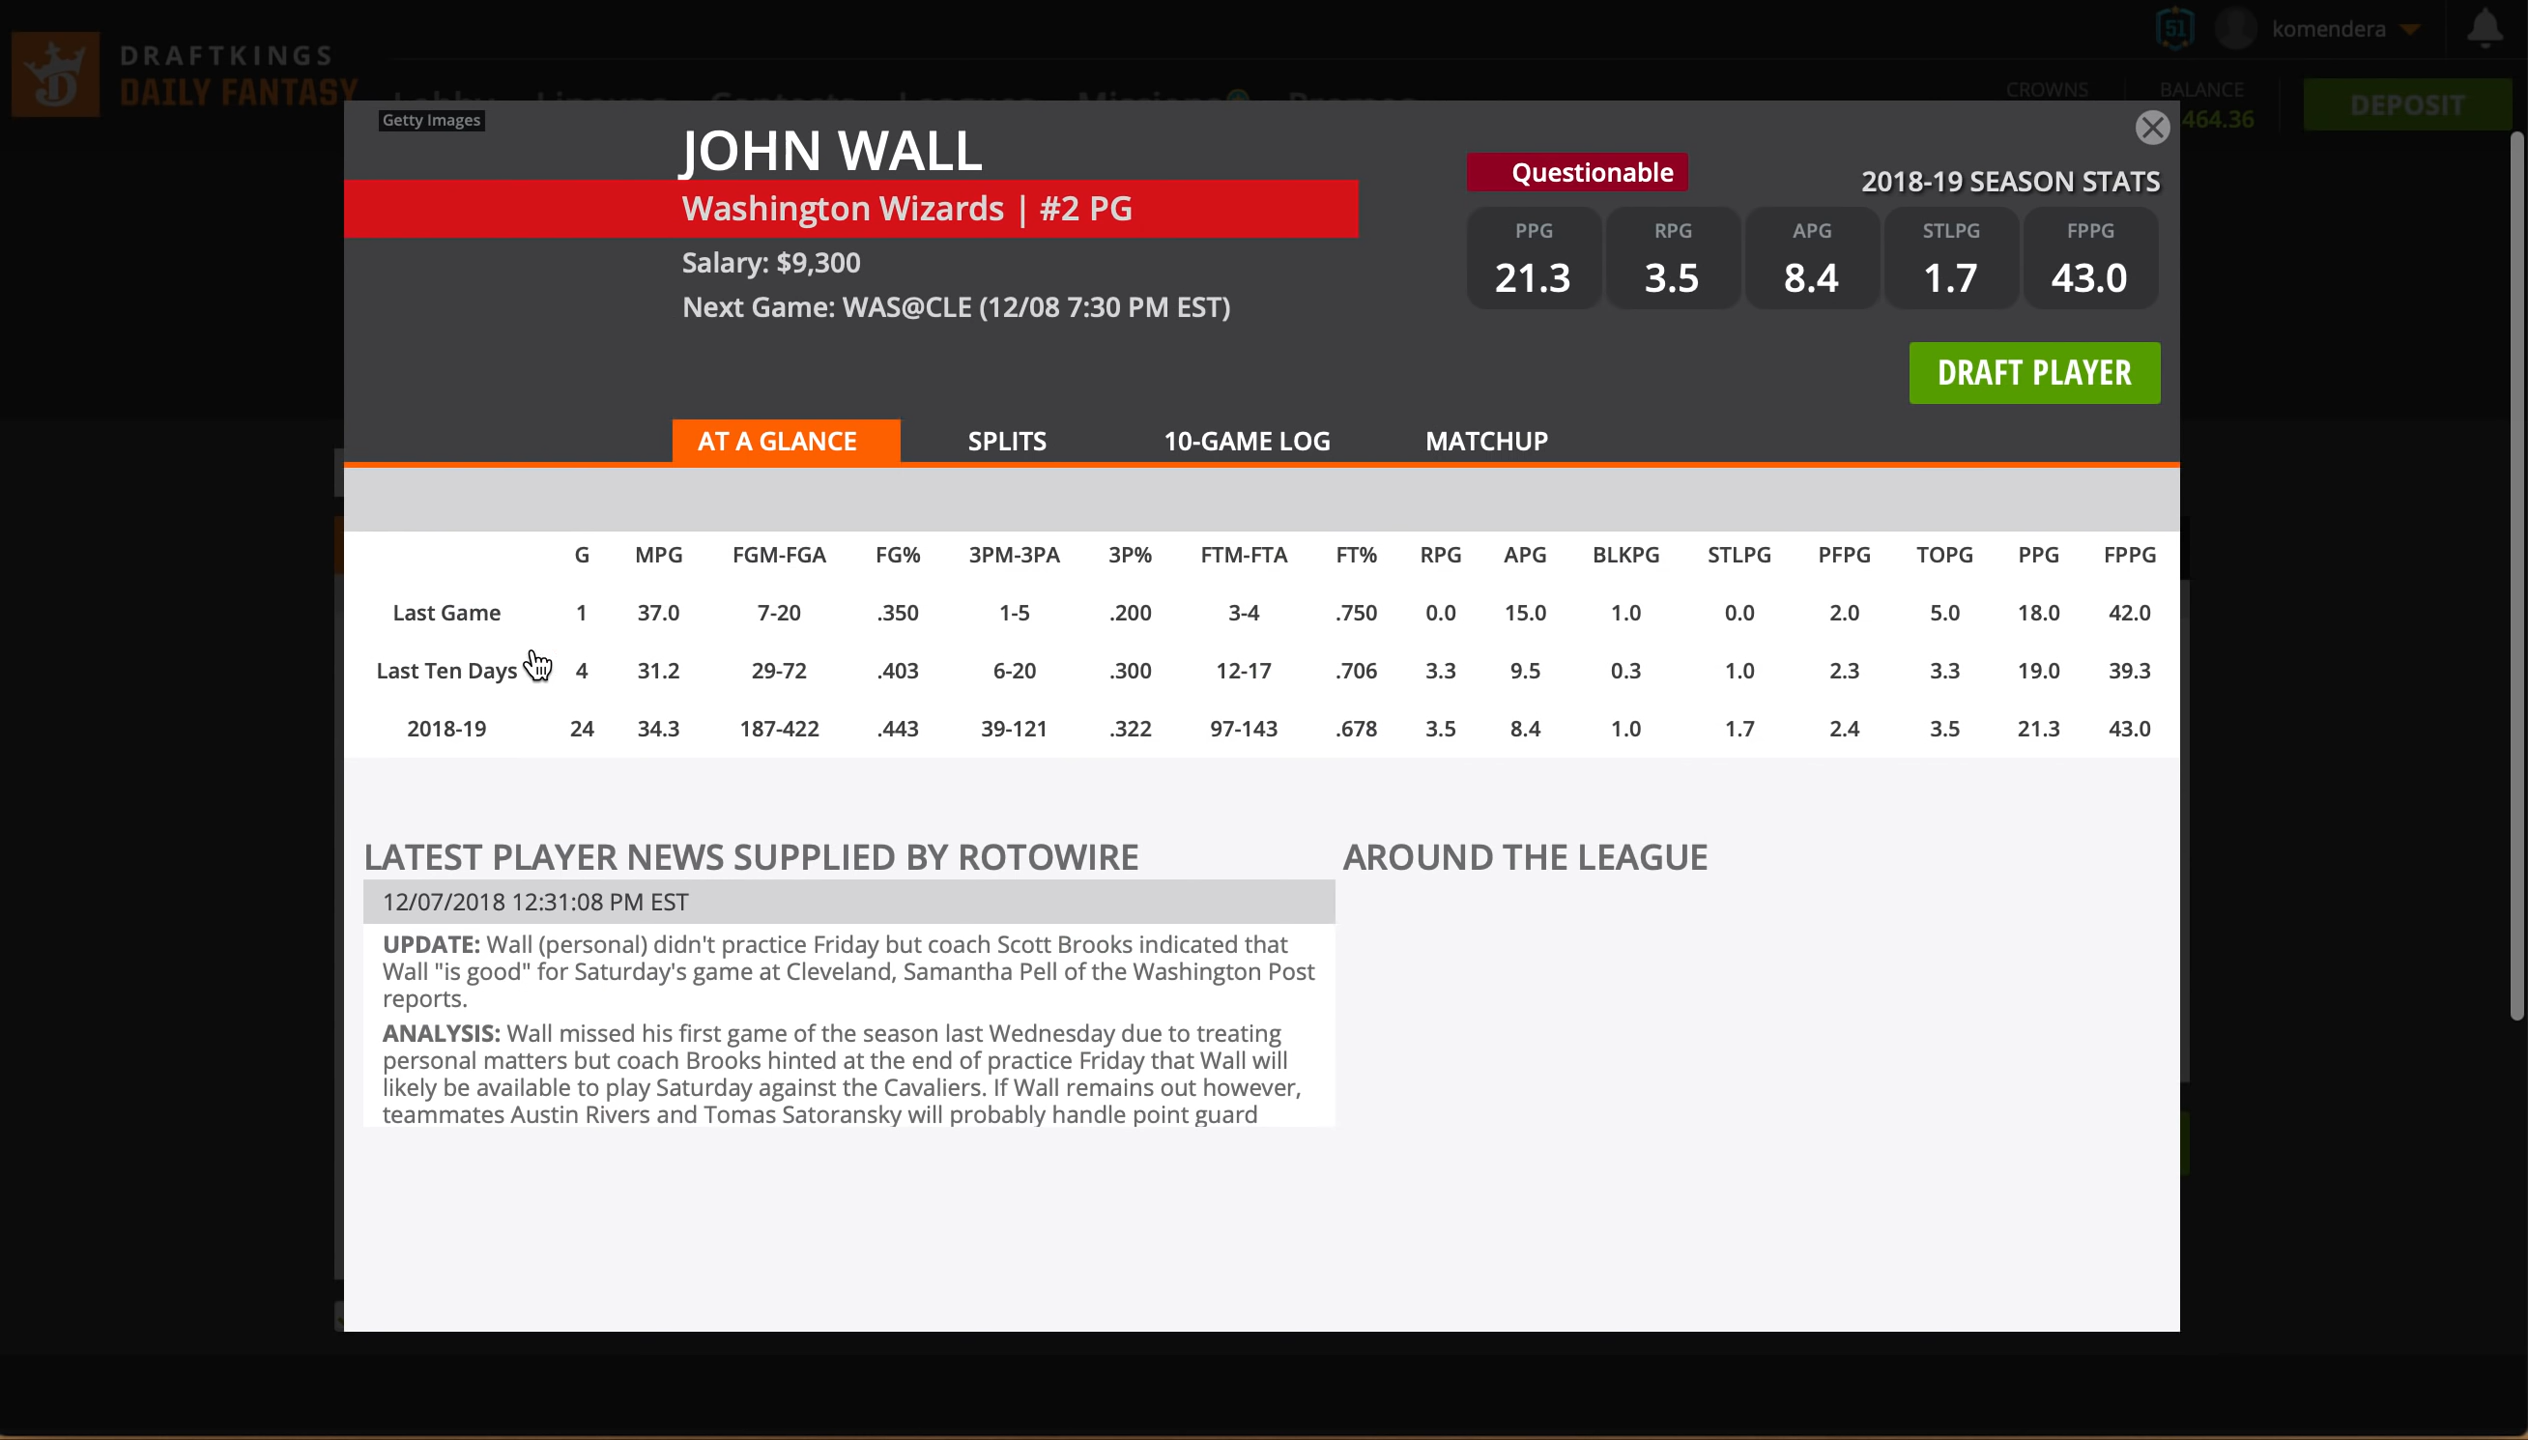 DRAFTKINGS
DAILY FANTASY
51
komendera
CROWNS
BALANCE
464.36
DEPOSIT
Getty Images
JOHN WALL
Washington Wizards | #2 PG
Salary: $9,300
Next Game: WAS@CLE (12/08 7:30 PM EST)
Questionable
2018-19 SEASON STATS
PPG RPG APG STLPG FPPG
21.3 3.5 8.4 1.7 43.0
DRAFT PLAYER
AT A GLANCE SPLITS 10-GAME LOG MATCHUP
G MPG FGM-FGA FG% 3PM-3PA 3P% FTM-FTA FT% RPG APG BLKPG STLPG PFPG TOPG PPG FPPG
Last Game 1 37.0 7-20 .350 1-5 .200 3-4 .750 0.0 15.0 1.0 0.0 2.0 5.0 18.0 42.0
Last Ten Days 4 31.2 29-72 .403 6-20 .300 12-17 .706 3.3 9.5 0.3 1.0 2.3 3.3 19.0 39.3
2018-19 24 34.3 187-422 .443 39-121 .322 97-143 .678 3.5 8.4 1.0 1.7 2.4 3.5 21.3 43.0
LATEST PLAYER NEWS SUPPLIED BY ROTOWIRE
12/07/2018 12:31:08 PM EST
UPDATE: Wall (personal) didn't practice Friday but coach Scott Brooks indicated that
Wall "is good" for Saturday's game at Cleveland, Samantha Pell of the Washington Post
reports.
ANALYSIS: Wall missed his first game of the season last Wednesday due to treating
personal matters but coach Brooks hinted at the end of practice Friday that Wall will
likely be available to play Saturday against the Cavaliers. If Wall remains out however,
teammates Austin Rivers and Tomas Satoransky will probably handle point guard
AROUND THE LEAGUE